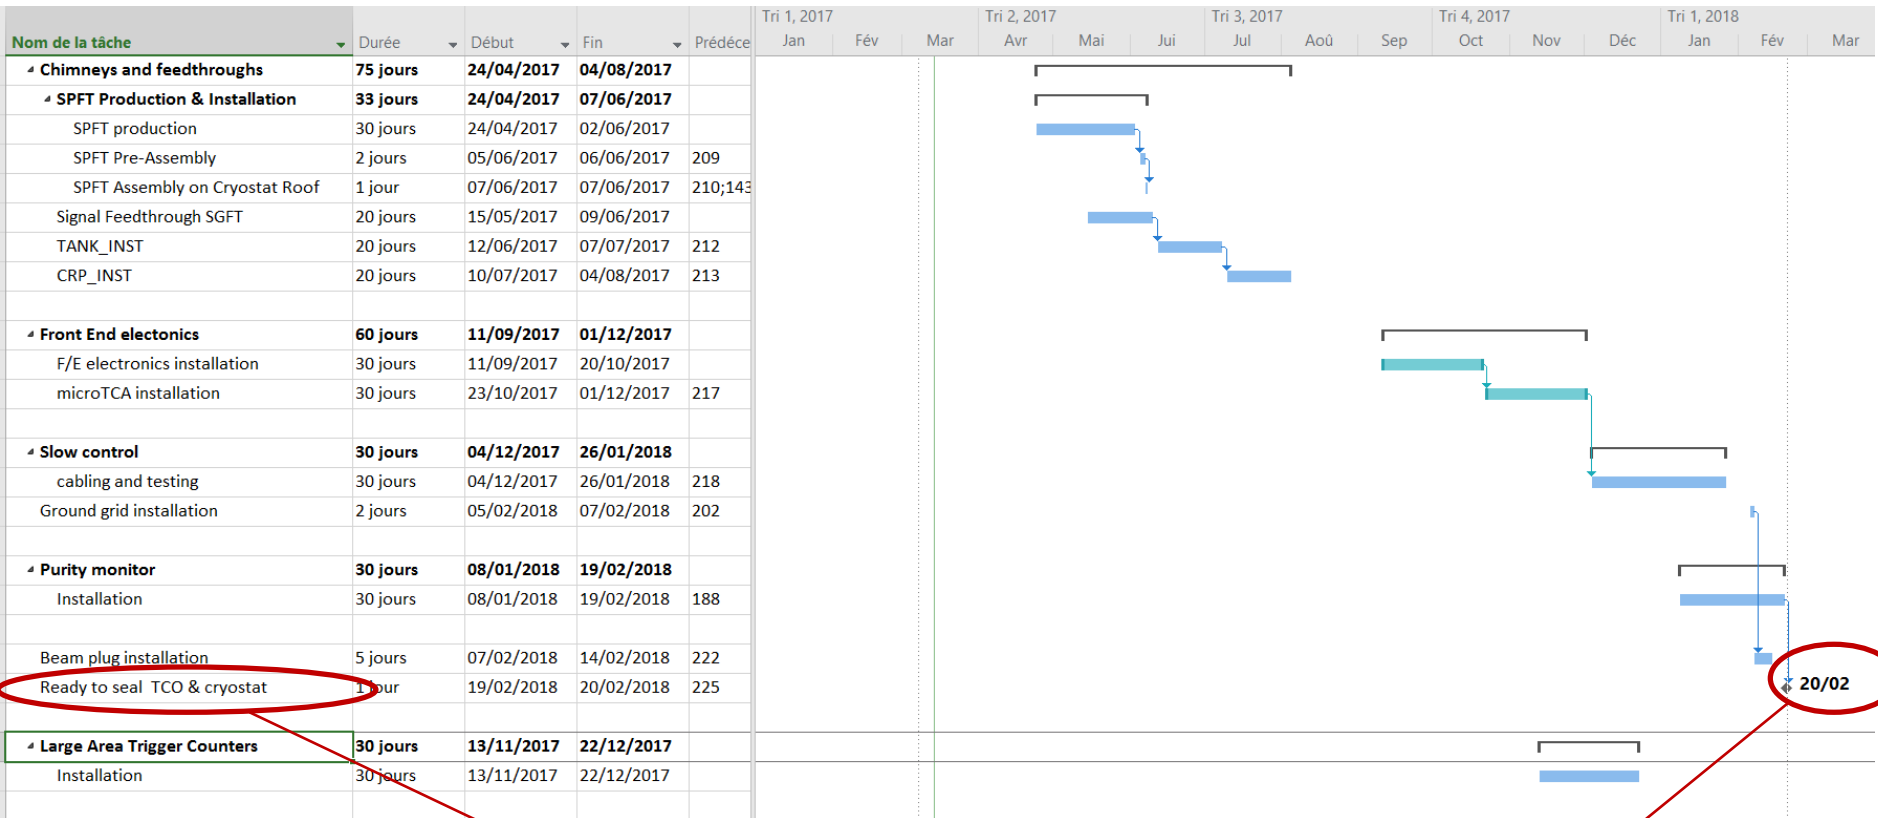 Tri 1, 2017 Tri 2, 2017 Tri 3, 2017 Tri 4, 2017 Tri 1, 2018
Nom de la tâche Durée Début Fin Prédéce Jan Fév Mar Avr Mai Jui Jul Aoû Sep Oct Nov Déc Jan Fév Mar
Chimneys and feedthroughs 75 jours 24/04/2017 04/08/2017
SPFT Production & Installation 33 jours 24/04/2017 07/06/2017
SPFT production 30 jours 24/04/2017 02/06/2017
SPFT Pre-Assembly 2 jours 05/06/2017 06/06/2017 209
SPFT Assembly on Cryostat Roof 1 jour 07/06/2017 07/06/2017 210;143
Signal Feedthrough SGFT 20 jours 15/05/2017 09/06/2017
TANK_INST 20 jours 12/06/2017 07/07/2017 212
CRP_INST 20 jours 10/07/2017 04/08/2017 213
Front End electonics 60 jours 11/09/2017 01/12/2017
F/E electronics installation 30 jours 11/09/2017 20/10/2017
microTCA installation 30 jours 23/10/2017 01/12/2017 217
Slow control 30 jours 04/12/2017 26/01/2018
cabling and testing 30 jours 04/12/2017 26/01/2018 218
Ground grid installation 2 jours 05/02/2018 07/02/2018 202
Purity monitor 30 jours 08/01/2018 19/02/2018
Installation 30 jours 08/01/2018 19/02/2018 188
Beam plug installation 5 jours 07/02/2018 14/02/2018 222
Ready to seal TCO & cryostat 1 jour 19/02/2018 20/02/2018 225 20/02
Large Area Trigger Counters 30 jours 13/11/2017 22/12/2017
Installation 30 jours 13/11/2017 22/12/2017